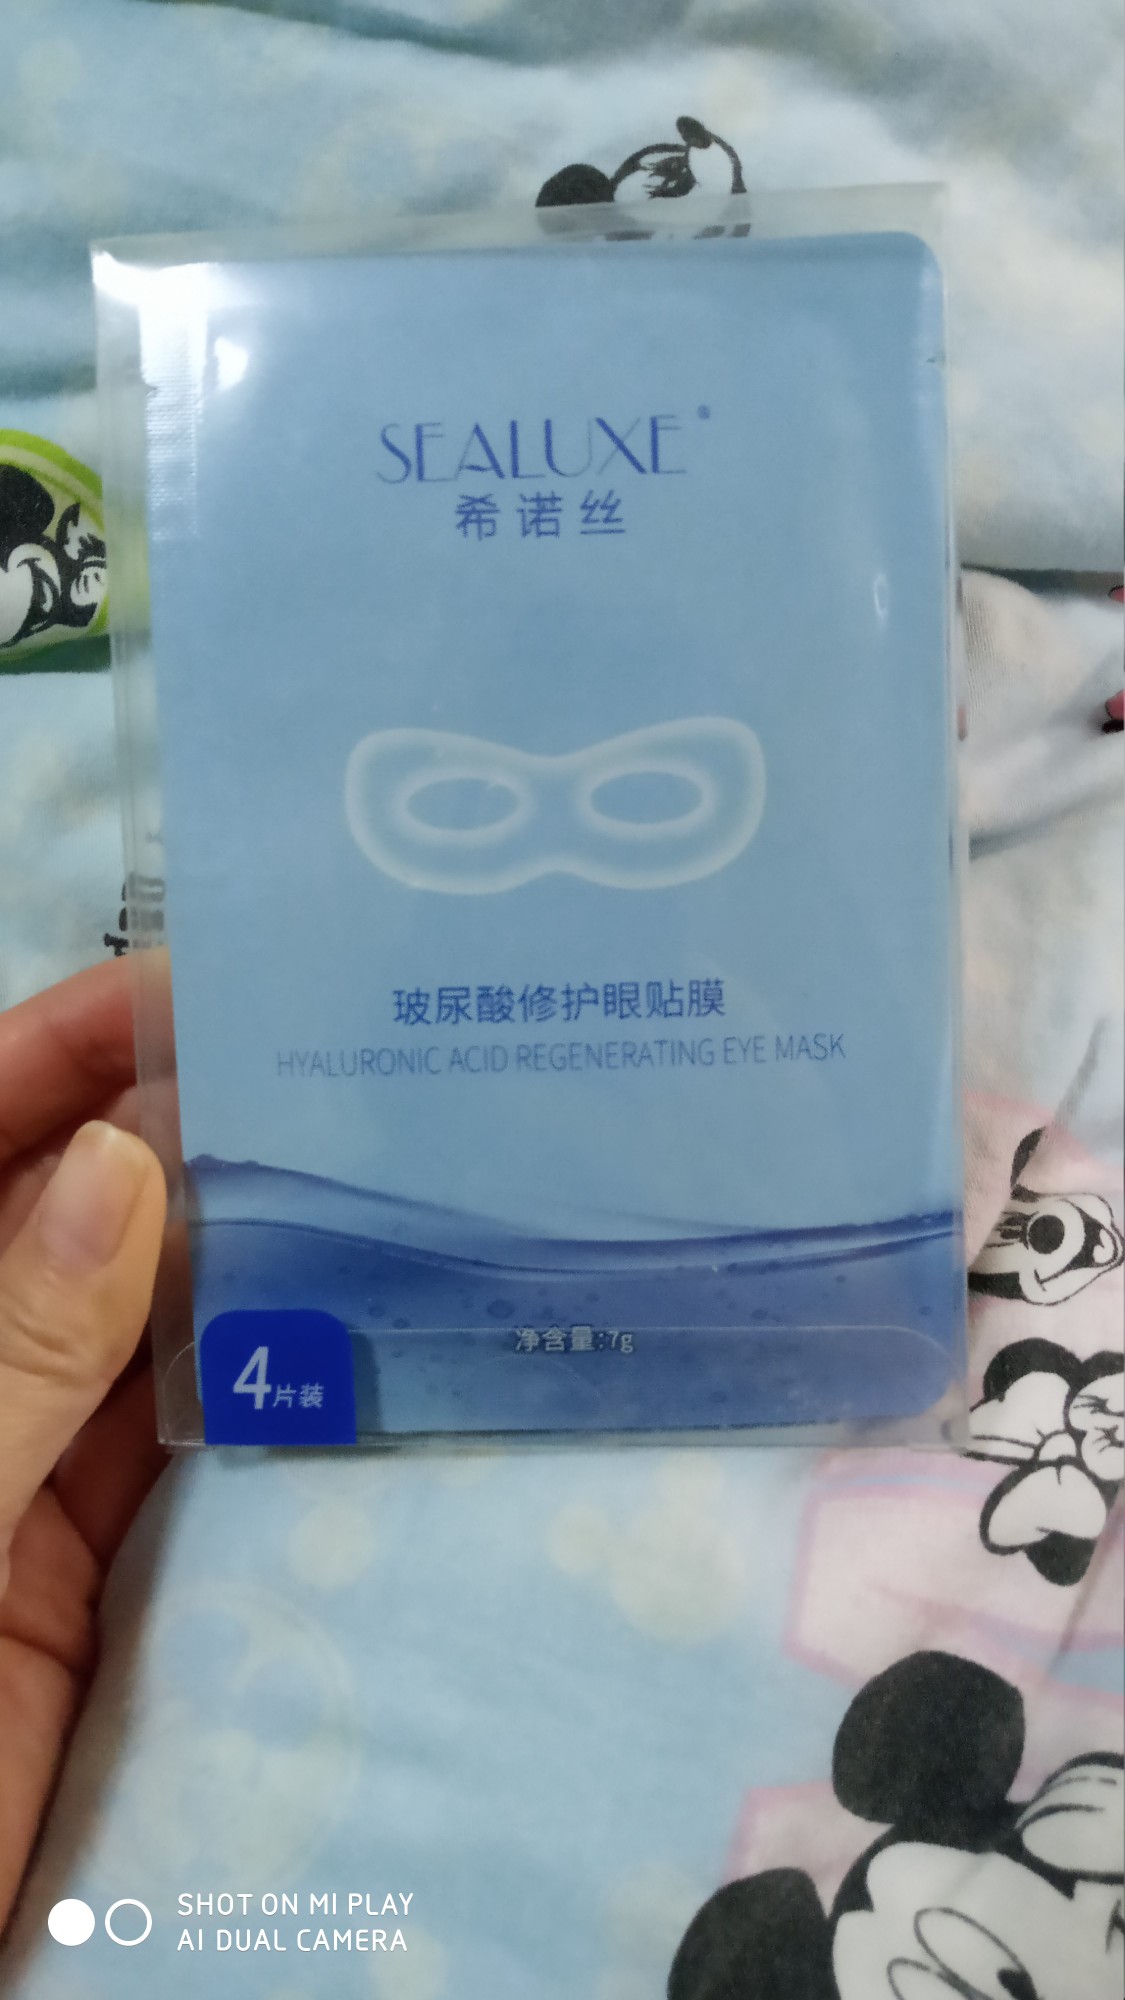 SEALUXE®
希诺丝
玻尿酸修护眼贴膜
HYALURONIC ACID REGENERATING EYE MASK
净含量:7g
4片装
SHOT ON MI PLAY
AI DUAL CAMERA